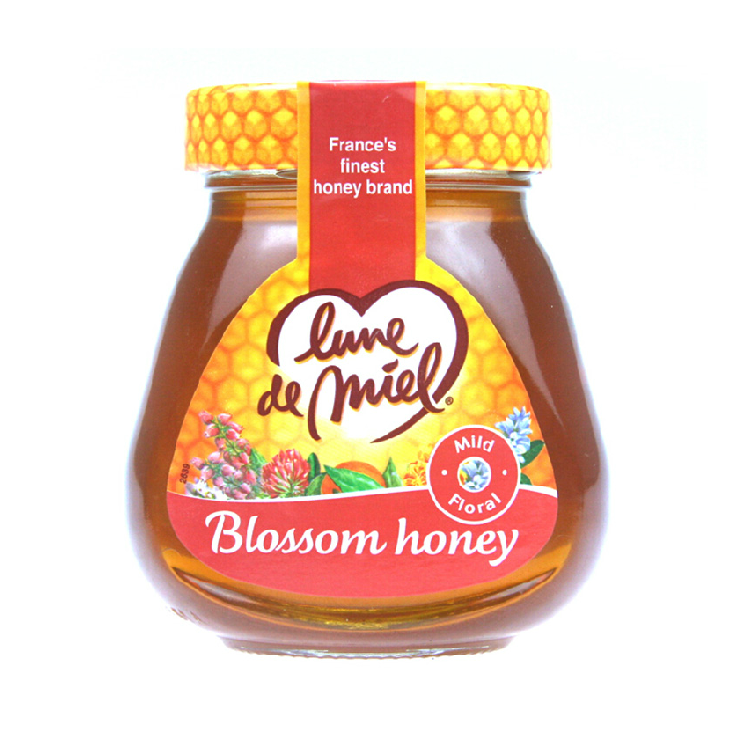 France's
finest
honey brand
lune
de miel®
Mild
Floral
Blossom honey